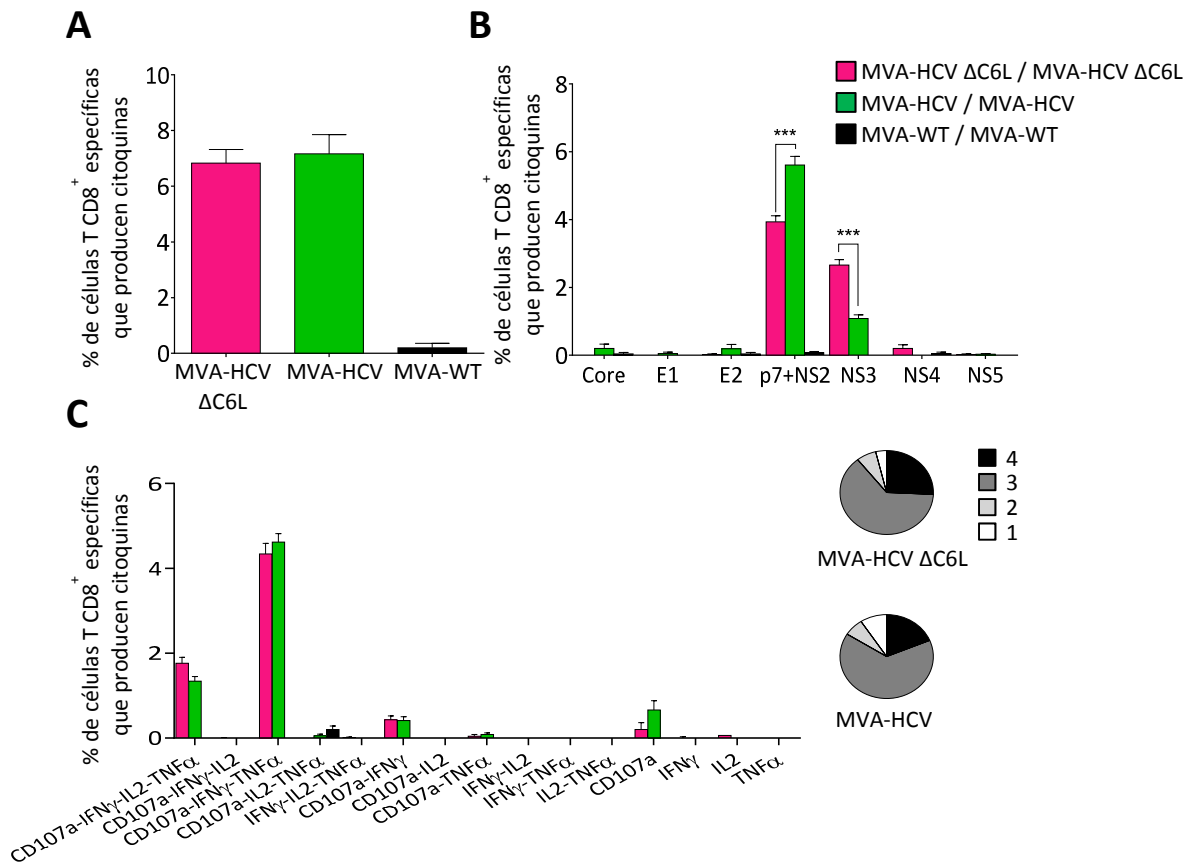 A
% de células T CD8+ específicas
que producen citoquinas
10
8
6
4
2
0
MVA-HCV
ΔC6L
MVA-HCV
MVA-WT
B
% de células T CD8+ específicas
que producen citoquinas
8
6
4
2
0
***
***
Core
E1
E2
p7+NS2
NS3
NS4
NS5
MVA-HCV ΔC6L / MVA-HCV ΔC6L
MVA-HCV / MVA-HCV
MVA-WT / MVA-WT
C
% de células T CD8+ específicas
que producen citoquinas
6
4
2
0
CD107a-IFNγ-IL2-TNFα
CD107a-IFNγ-IL2
CD107a-IFNγ-TNFα
CD107a-IL2-TNFα
IFNγ-IL2-TNFα
CD107a-IFNγ
CD107a-IL2
CD107a-TNFα
IFNγ-IL2
IFNγ-TNFα
IL2-TNFα
CD107a
IFNγ
IL2
TNFα
4
3
2
1
MVA-HCV ΔC6L
MVA-HCV